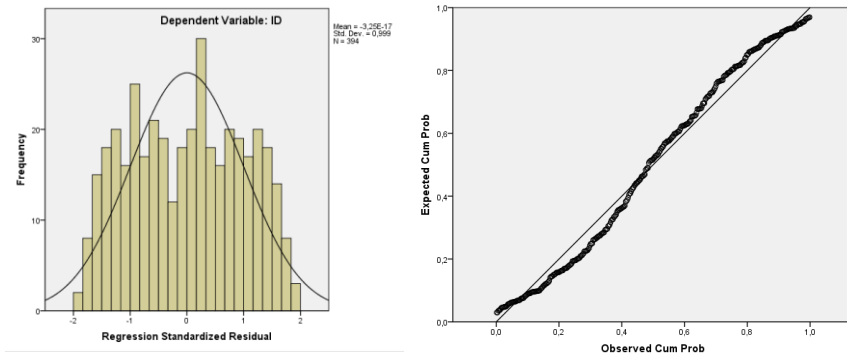 Dependent Variable: ID
Mean = -3,25E-17
Std. Dev. = 0,999
N = 394
Frequency
30
20
10
0
-2
-1
0
1
2
Regression Standardized Residual
Expected Cum Prob
1,0
0,8
0,6
0,4
0,2
0,0
0,0
0,2
0,4
0,6
0,8
1,0
Observed Cum Prob